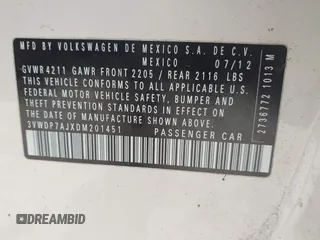 MFD BY VOLKSWAGEN DE MEXICO S.A. DE C.V.
MEXICO 07/12
GVWR4211 GAWR FRONT 2205 / REAR 2116 LBS
THIS VEHICLE CONFORMS TO ALL APPLICABLE U.S.
FEDERAL MOTOR VEHICLE SAFETY, BUMPER AND
THEFT PREVENTION STANDARDS IN EFFECT ON THE
DATE OF MANUFACTURE SHOWN ABOVE.
3VWDP7AJXDM201451 PASSENGER CAR
2736772 1013 M
DATSCORE.COM